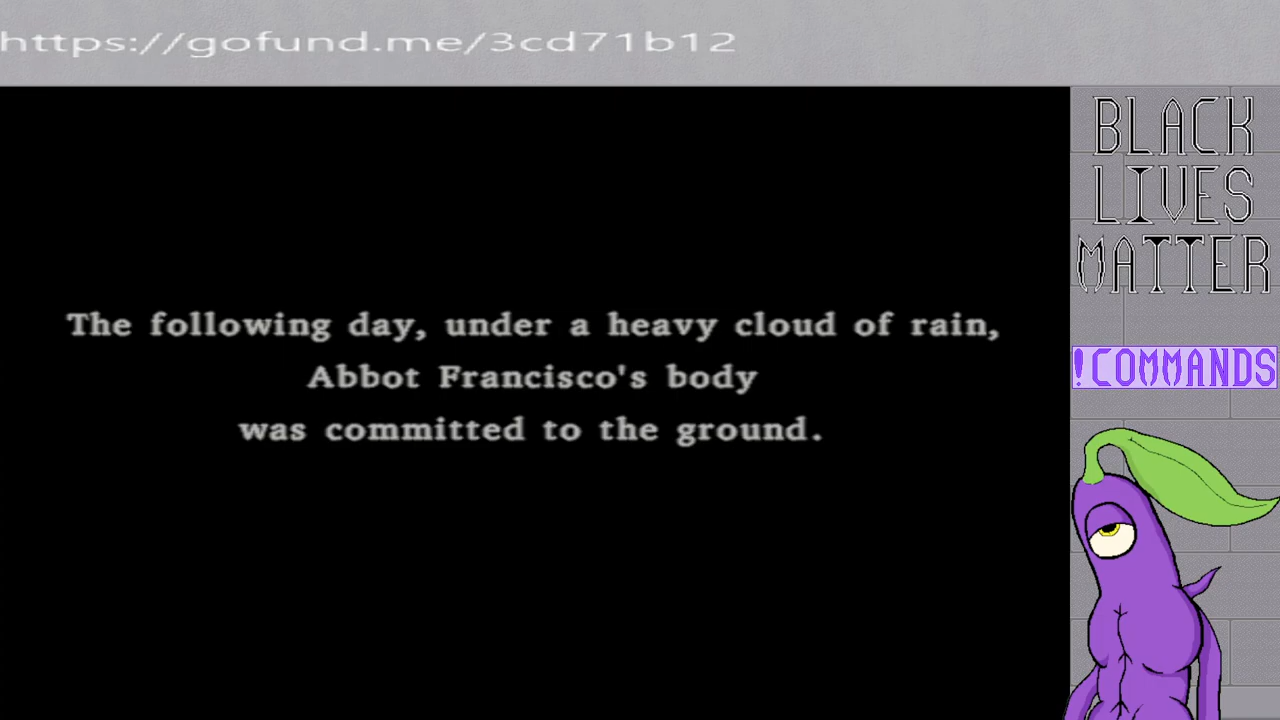 https://gofund.me/3cd71b12
BLACK
LIVES
MATTER
!COMMANDS
The following day, under a heavy cloud of rain,
Abbot Francisco's body
was committed to the ground.